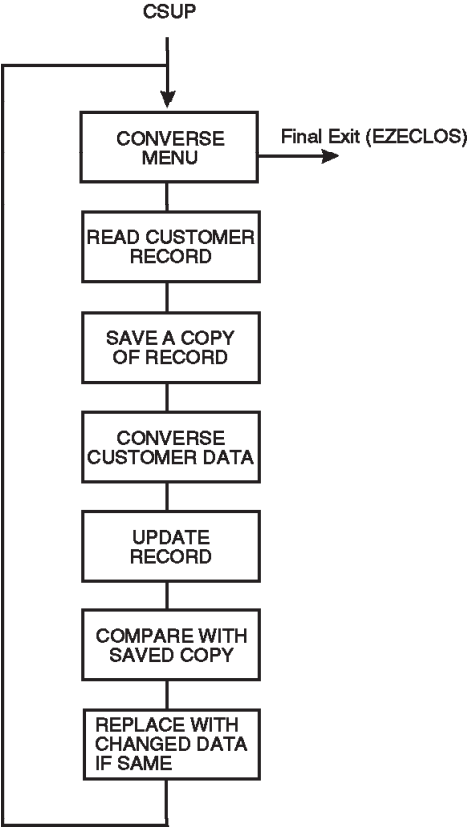 CSUP
CONVERSE
MENU
Final Exit (EZECLOS)
READ CUSTOMER
RECORD
SAVE A COPY
OF RECORD
CONVERSE
CUSTOMER DATA
UPDATE
RECORD
COMPARE WITH
SAVED COPY
REPLACE WITH
CHANGED DATA
IF SAME